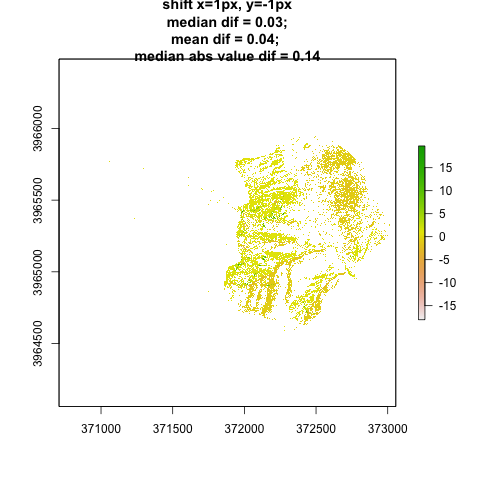 shift x=1px, y=-1px
median dif = 0.03;
mean dif = 0.04;
median abs value dif = 0.14
3966000
3965500
3965000
3964500
15
10
5
0
-5
-10
-15
371000 371500 372000 372500 373000